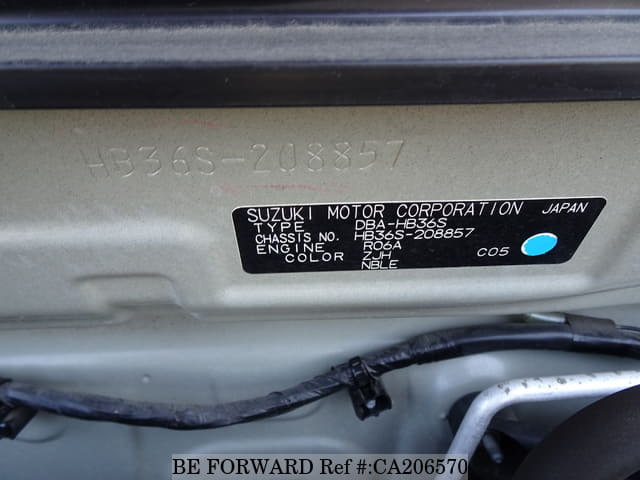 HB36S-208857
SUZUKI MOTOR CORPORATION JAPAN
TYPE DBA-HB36S
CHASSIS NO. HB36S-208857
ENGINE R06A
COLOR ZJH
NBLE C05
BE FORWARD Ref #:CA206570